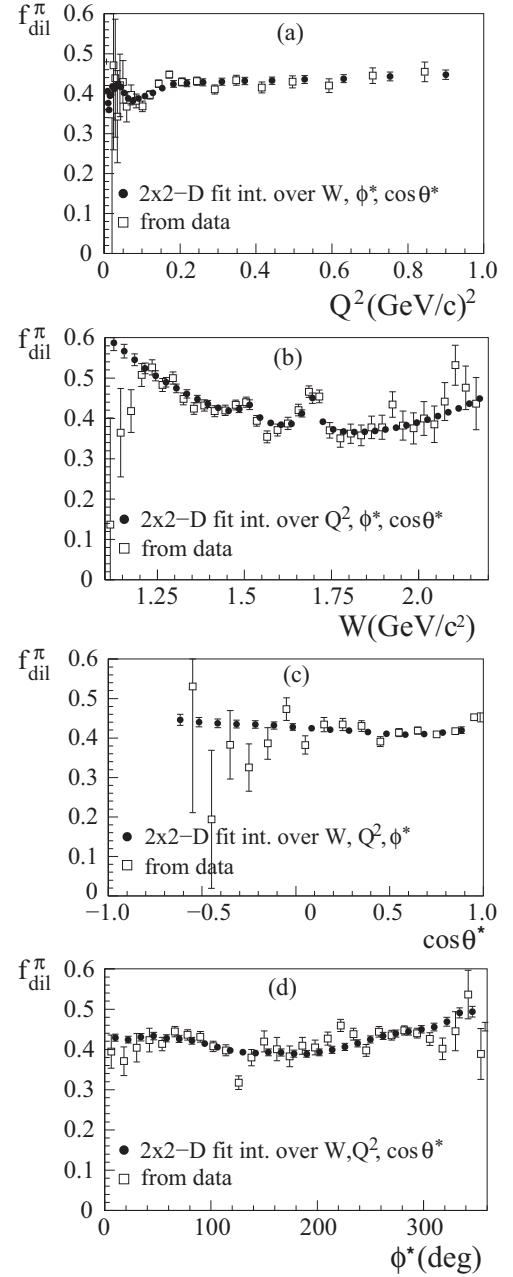 f_dil^π
(a)
0.6
0.5
0.4
0.3
0.2
0.1
0
2x2−D fit int. over W, ϕ*, cosθ*
from data
0 0.2 0.4 0.6 0.8 1.0
Q²(GeV/c)²
f_dil^π
(b)
0.6
0.5
0.4
0.3
0.2
0.1
0
2x2−D fit int. over Q², ϕ*, cosθ*
from data
1.25 1.5 1.75 2.0
W(GeV/c²)
f_dil^π
(c)
0.6
0.5
0.4
0.3
0.2
0.1
0
2x2−D fit int. over W, Q², ϕ*
from data
−1.0 −0.5 0 0.5 1.0
cosθ*
f_dil^π
(d)
0.6
0.5
0.4
0.3
0.2
0.1
0
2x2−D fit int. over W,Q², cosθ*
from data
0 100 200 300
ϕ*(deg)